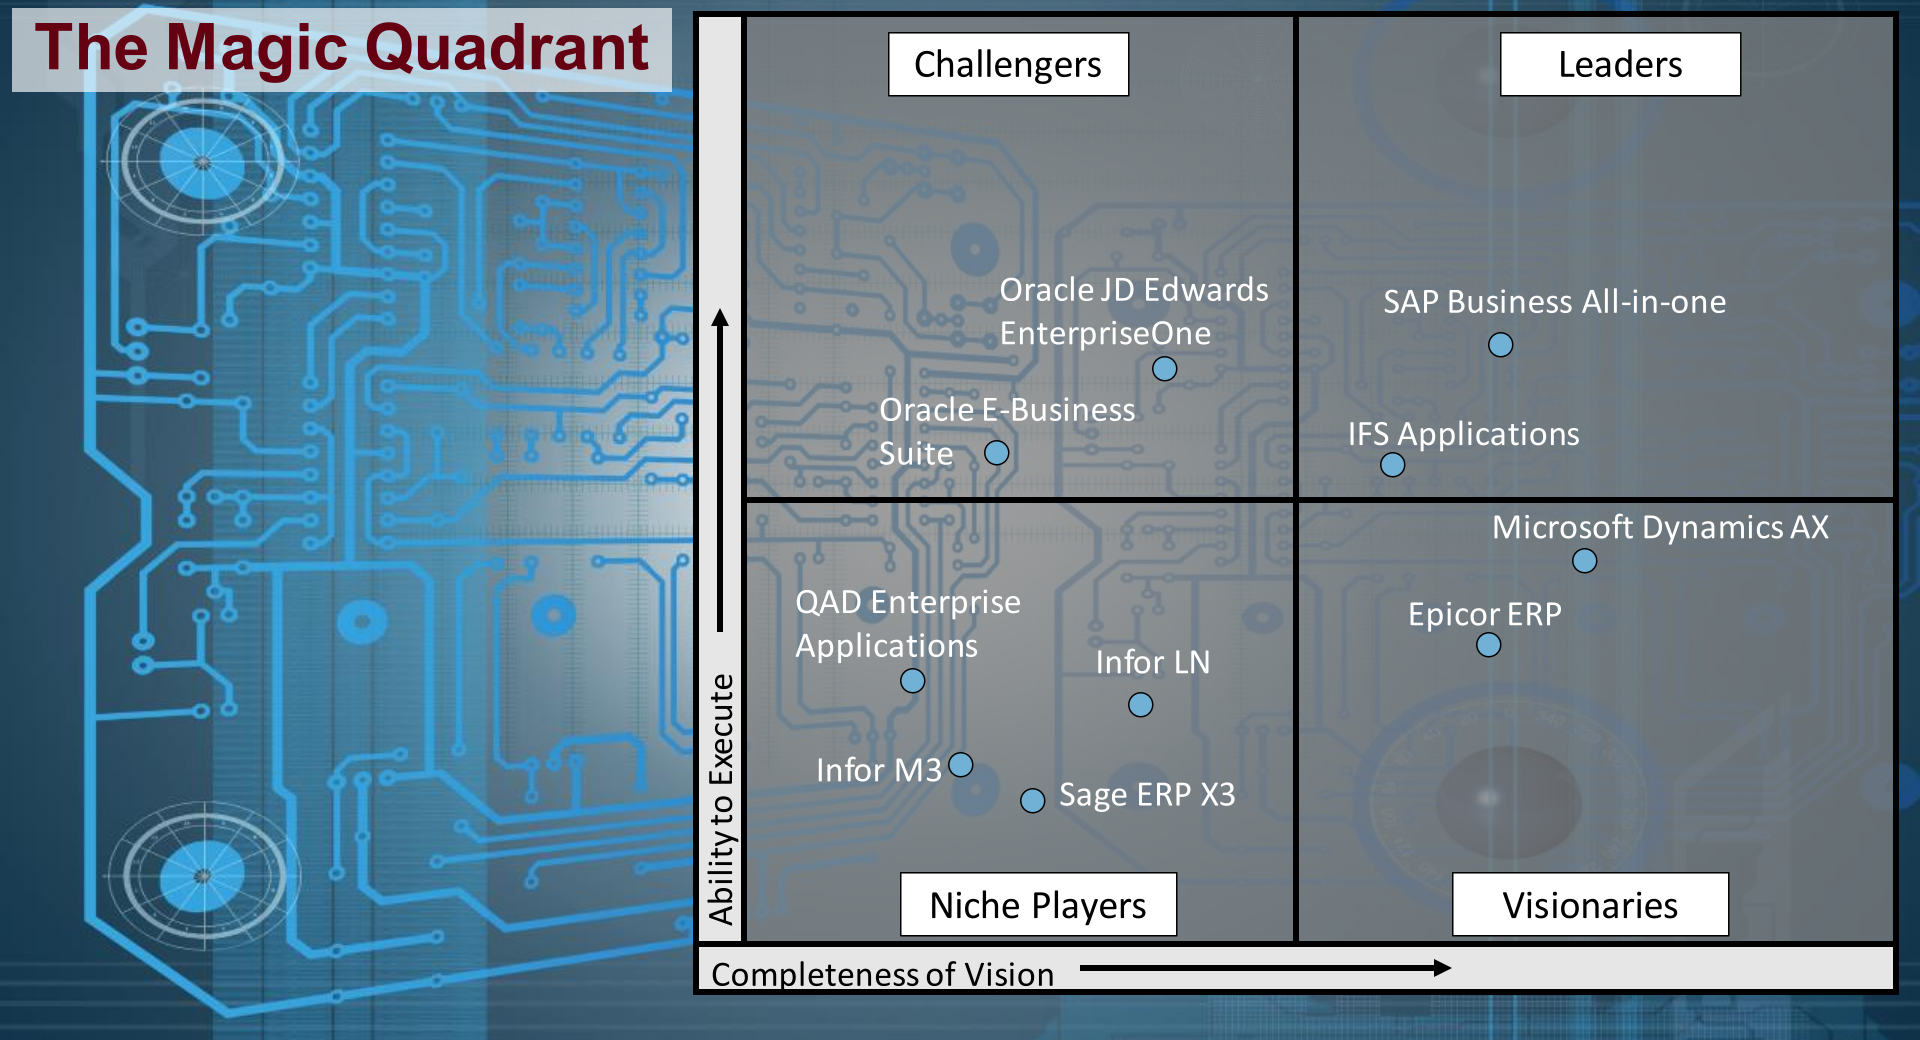 The Magic Quadrant
Challengers
Leaders
Oracle JD Edwards
EnterpriseOne
SAP Business All-in-one
Oracle E-Business
Suite
IFS Applications
Microsoft Dynamics AX
QAD Enterprise
Applications
Epicor ERP
Infor LN
Infor M3
Sage ERP X3
Niche Players
Visionaries
Ability to Execute
Completeness of Vision